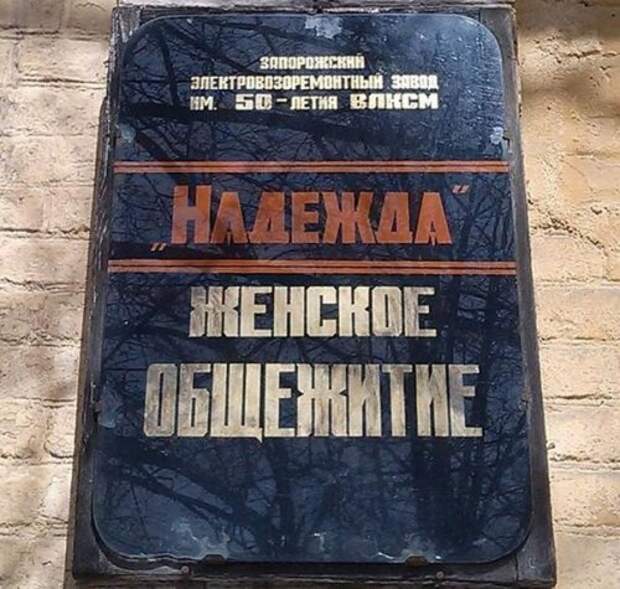 ЗАПОРОЖСКИЙ
ЭЛЕКТРОВОЗОРЕМОНТНЫЙ ЗАВОД
ИМ. 50-ЛЕТИЯ ВЛКСМ
„НАДЕЖДА“
ЖЕНСКОЕ
ОБЩЕЖИТИЕ